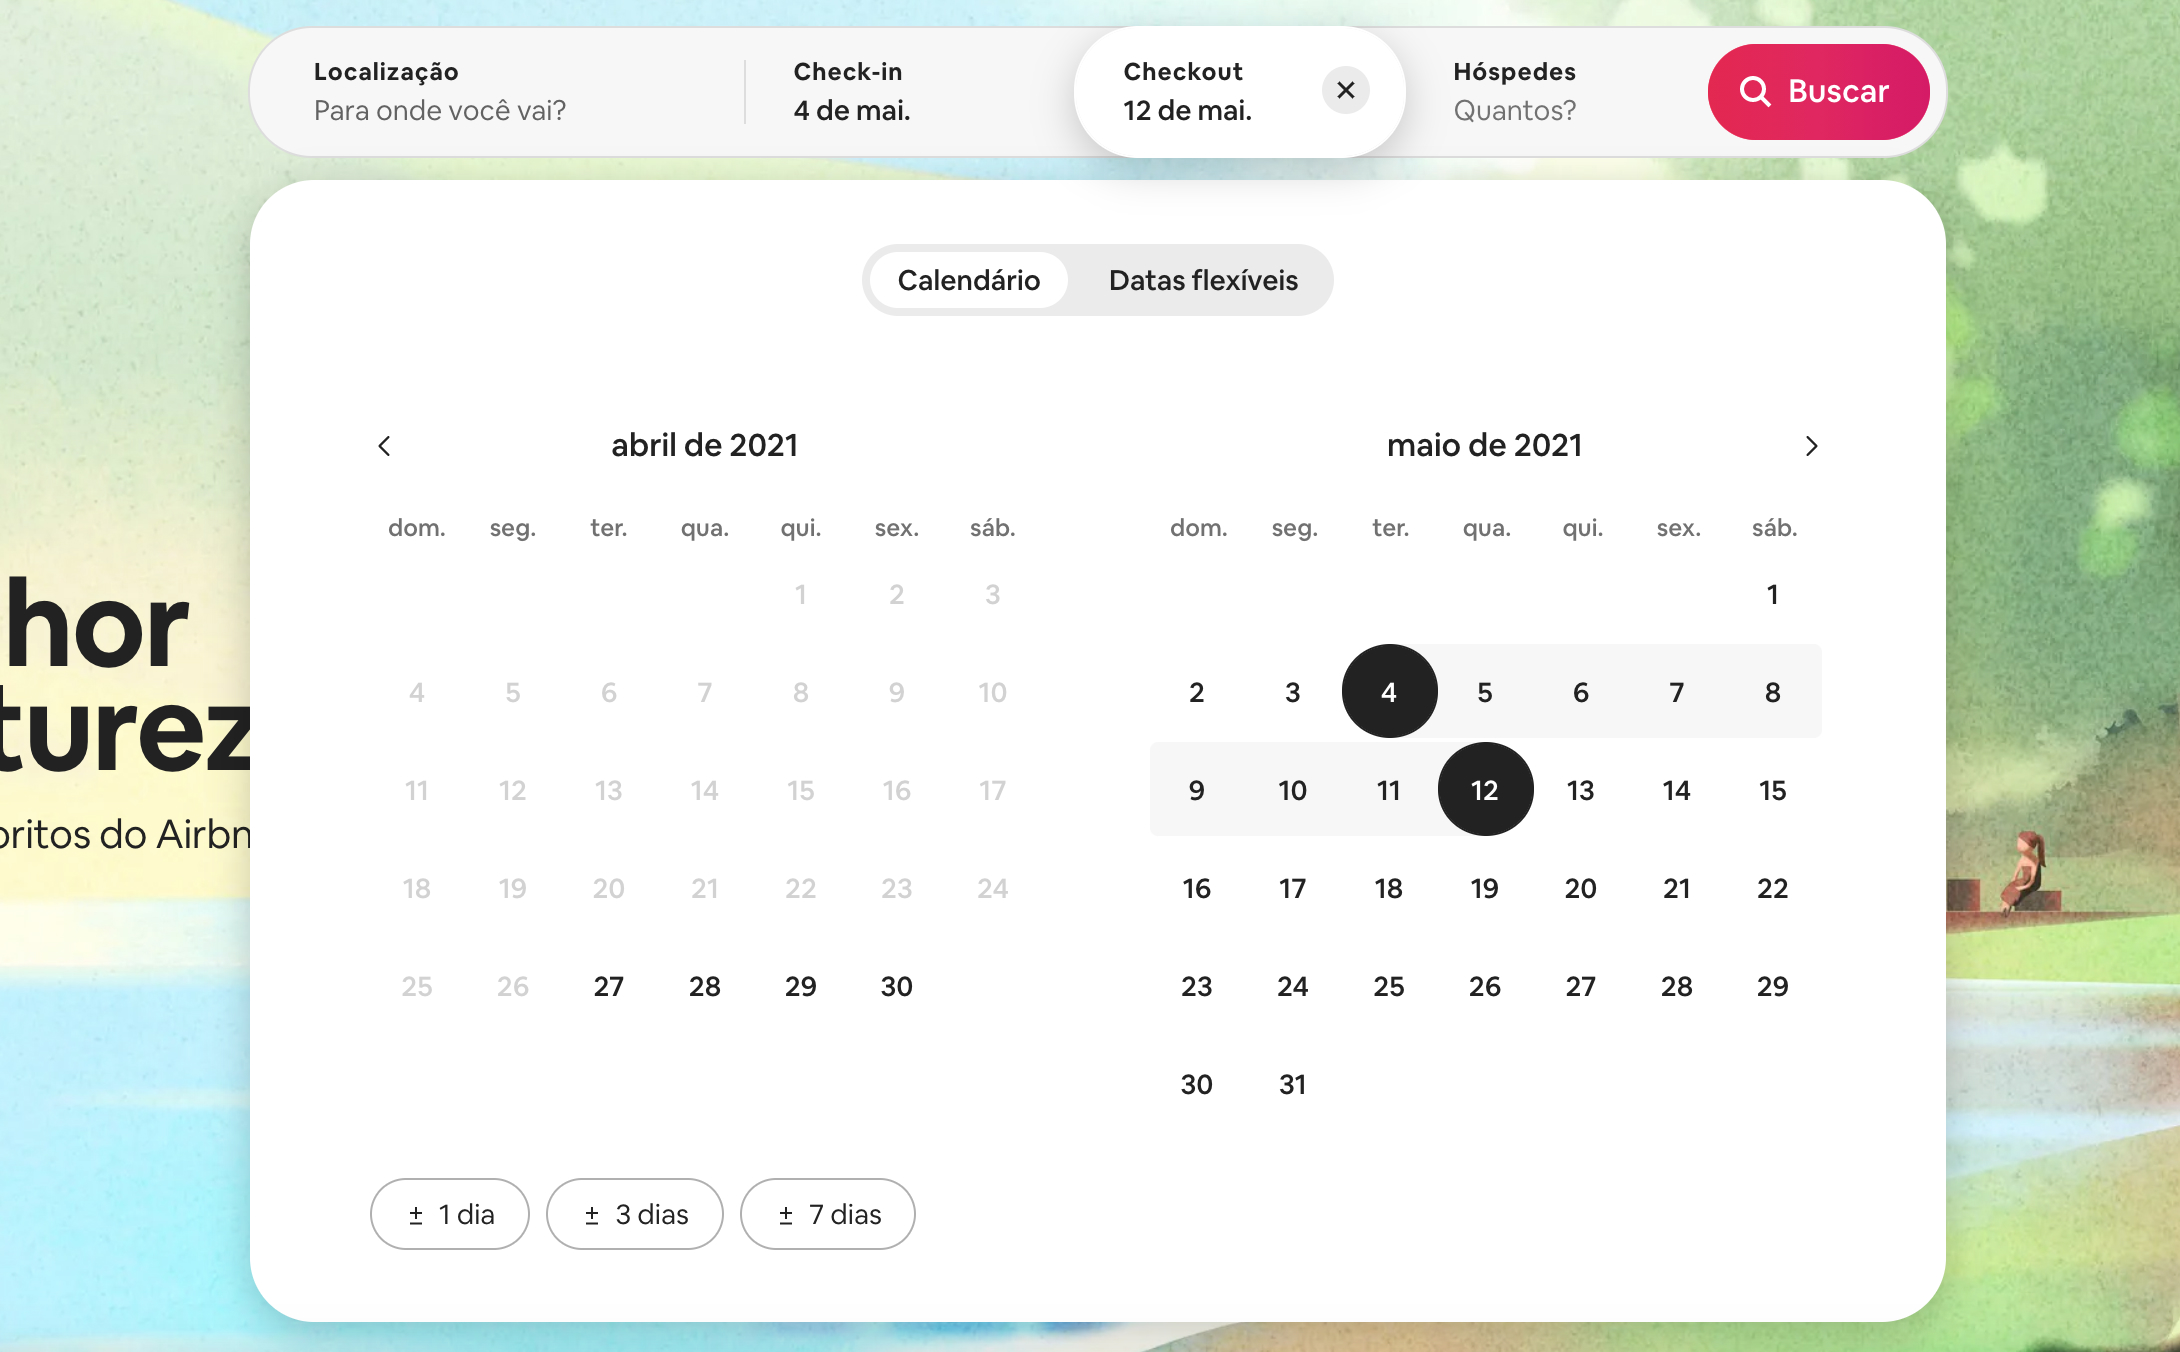 Localização
Para onde você vai?
Check-in
4 de mai.
Checkout
12 de mai.
Hóspedes
Quantos?
Buscar
Calendário Datas flexíveis
abril de 2021
dom. seg. ter. qua. qui. sex. sáb.
1 2 3
4 5 6 7 8 9 10
11 12 13 14 15 16 17
18 19 20 21 22 23 24
25 26 27 28 29 30
maio de 2021
dom. seg. ter. qua. qui. sex. sáb.
1
2 3 4 5 6 7 8
9 10 11 12 13 14 15
16 17 18 19 20 21 22
23 24 25 26 27 28 29
30 31
± 1 dia ± 3 dias ± 7 dias
hor
turez
oritos do Airbn